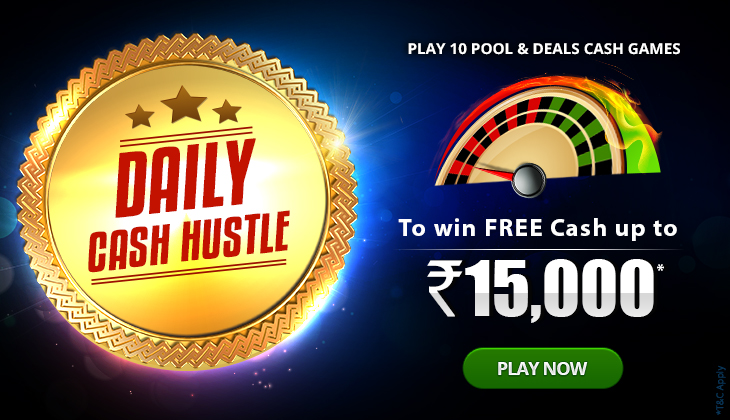 DAILY
CASH HUSTLE
PLAY 10 POOL & DEALS CASH GAMES
To win FREE Cash up to
₹15,000*
PLAY NOW
*T&C Apply